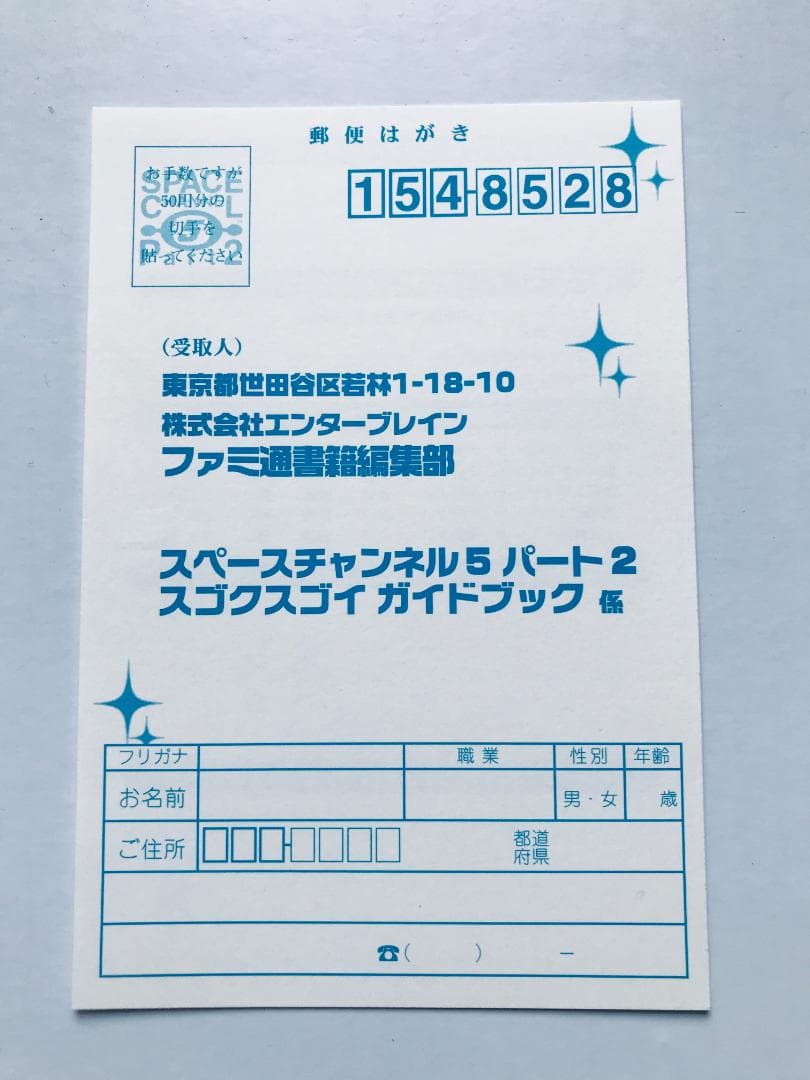 郵便はがき
お手数ですが
50円分の
切手を
貼ってください
SPACE
Part2
154-8528
(受取人)
東京都世田谷区若林1-18-10
株式会社エンターブレイン
ファミ通書籍編集部
スペースチャンネル5 パート2
スゴクスゴイ ガイドブック 係
フリガナ 職業 性別 年齢
お名前 男・女 歳
ご住所 都道
府県
☎( ) －